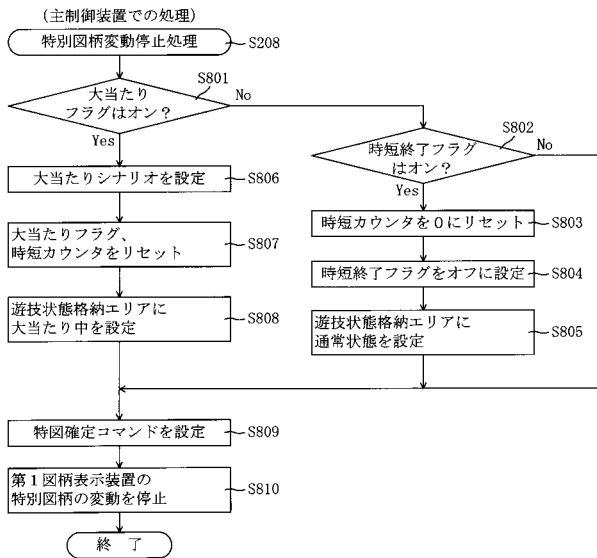 (主制御装置での処理)
特別図柄変動停止処理
S208
大当たり
フラグはオン？
S801
No
Yes
時短終了フラグ
はオン？
S802
No
Yes
大当たりシナリオを設定
S806
時短カウンタを０にリセット
S803
大当たりフラグ、
時短カウンタをリセット
S807
時短終了フラグをオフに設定
S804
遊技状態格納エリアに
大当たり中を設定
S808
遊技状態格納エリアに
通常状態を設定
S805
特図確定コマンドを設定
S809
第１図柄表示装置の
特別図柄の変動を停止
S810
終　了